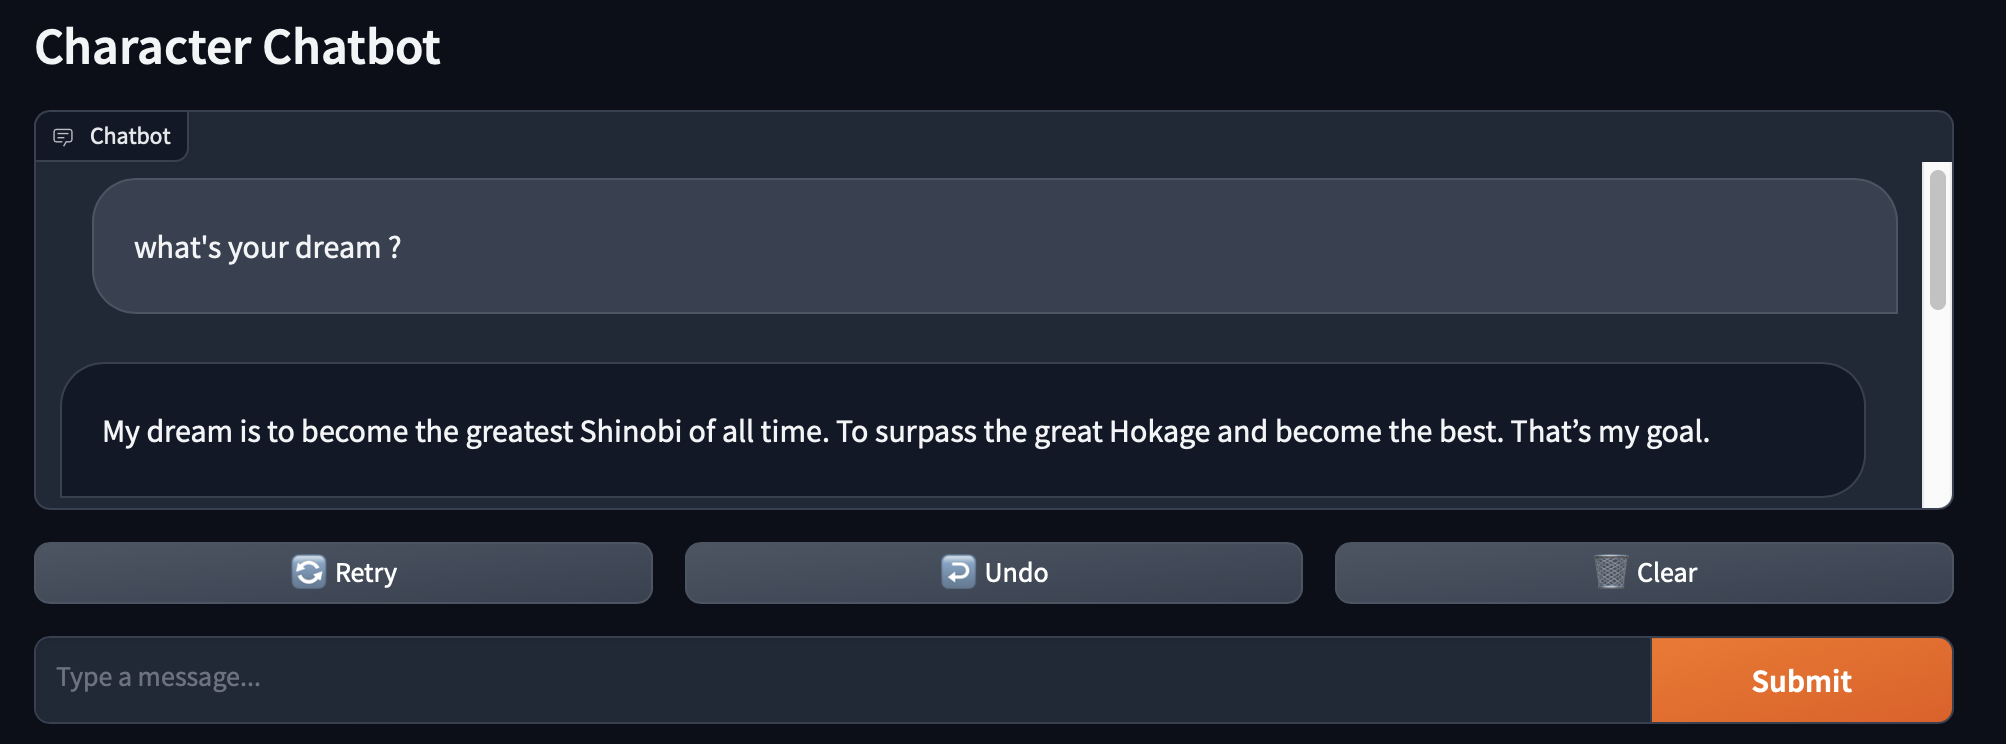 Character Chatbot
Chatbot
what's your dream ?
My dream is to become the greatest Shinobi of all time. To surpass the great Hokage and become the best. That’s my goal.
Retry
Undo
Clear
Type a message...
Submit